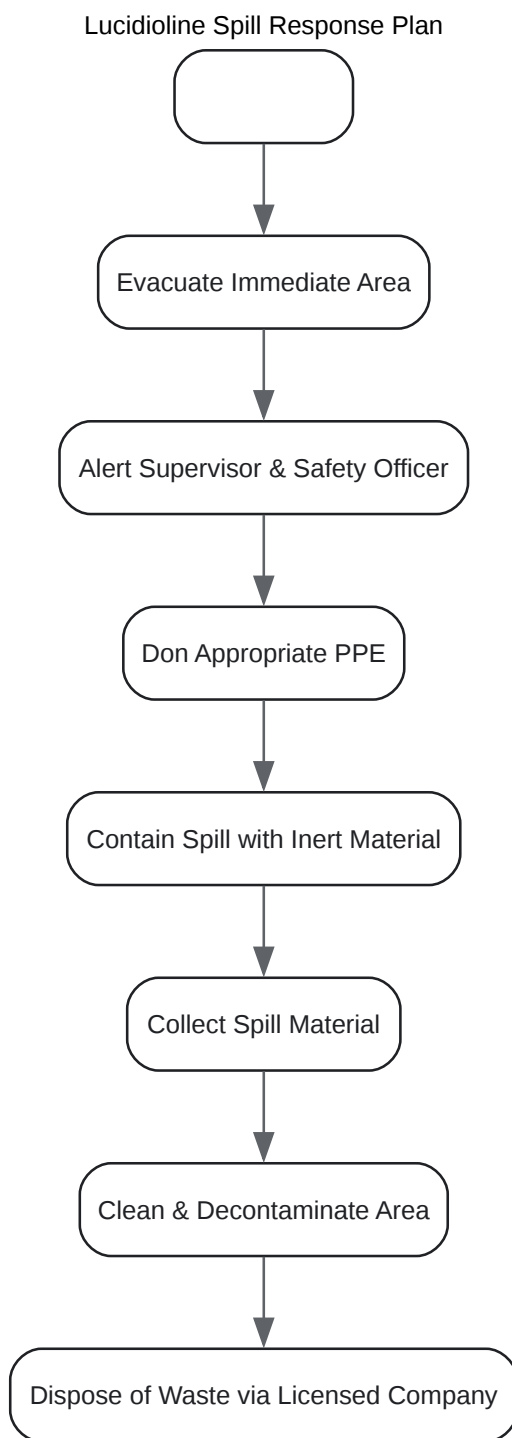 Lucidioline Spill Response Plan
Evacuate Immediate Area
Alert Supervisor & Safety Officer
Don Appropriate PPE
Contain Spill with Inert Material
Collect Spill Material
Clean & Decontaminate Area
Dispose of Waste via Licensed Company